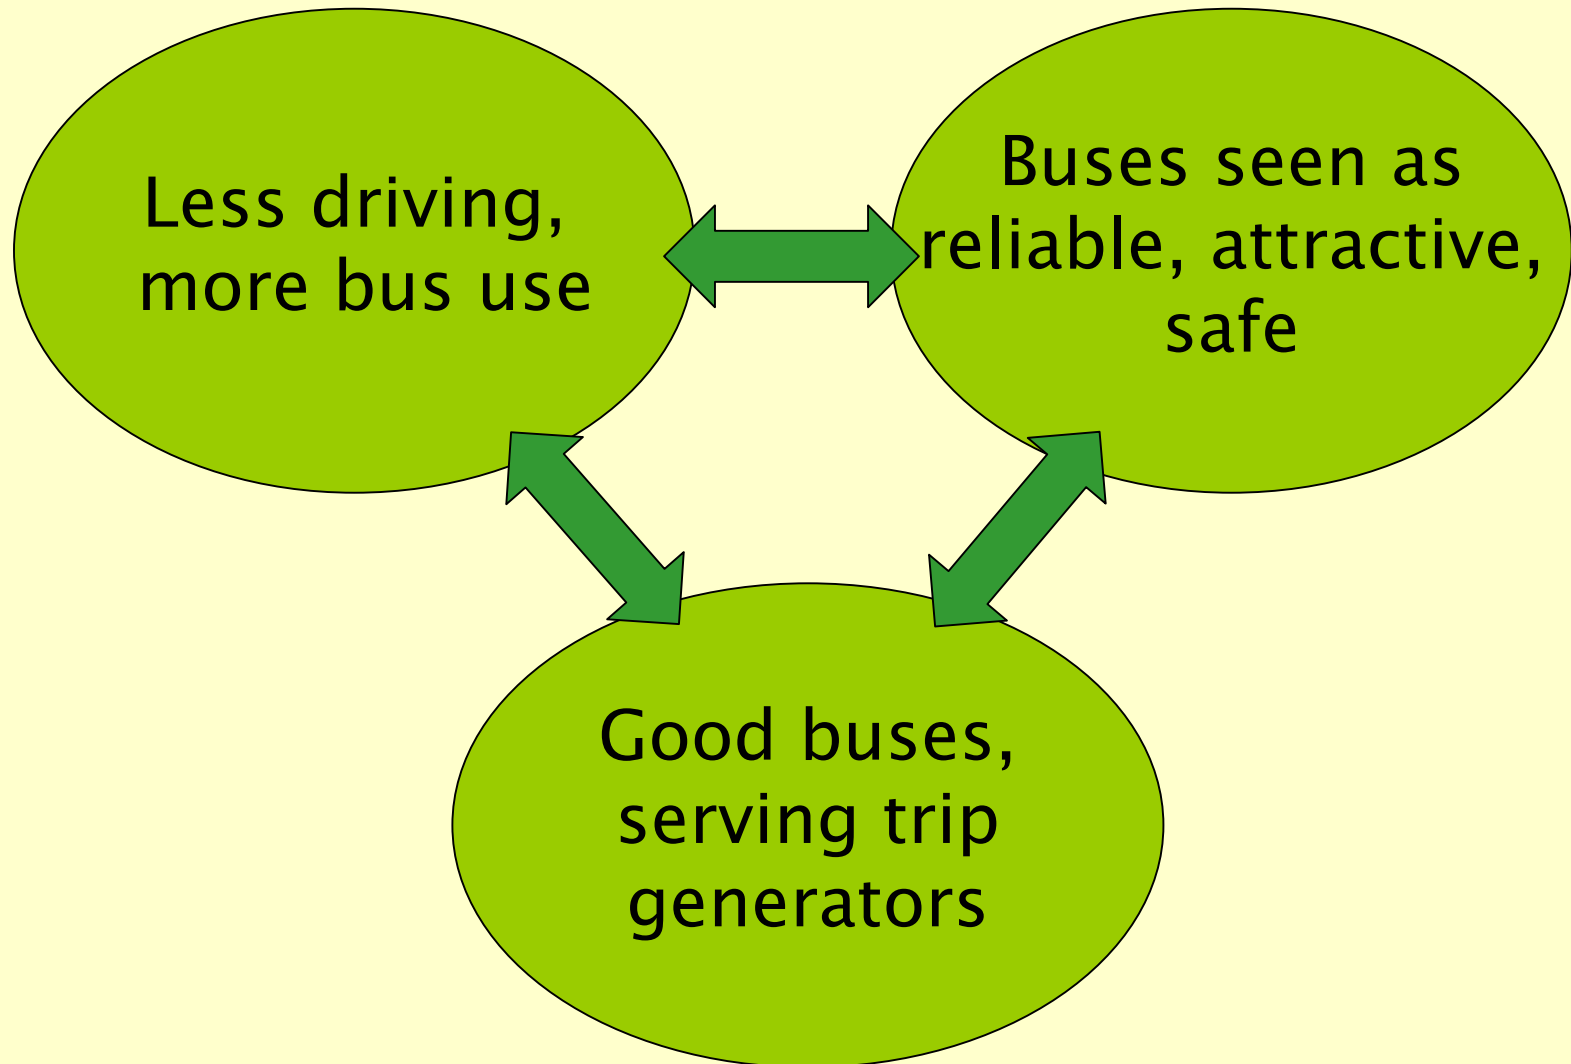 Less driving,
more bus use
Buses seen as
reliable, attractive,
safe
Good buses,
serving trip
generators